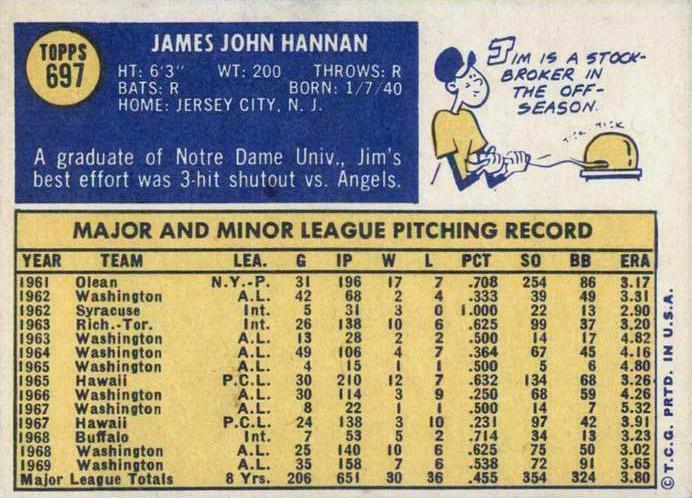 TOPPS
697
JAMES JOHN HANNAN
HT: 6'3" WT: 200 THROWS: R
BATS: R BORN: 1/7/40
HOME: JERSEY CITY, N. J.
A graduate of Notre Dame Univ., Jim's
best effort was 3-hit shutout vs. Angels.
JIM IS A STOCK-
BROKER IN
THE OFF-
SEASON.
TICK TICK
MAJOR AND MINOR LEAGUE PITCHING RECORD
YEAR TEAM LEA. G IP W L PCT SO BB ERA
1961 Olean N.Y.-P. 31 196 17 7 .708 254 86 3.17
1962 Washington A.L. 42 68 2 4 .333 39 49 3.31
1962 Syracuse Int. 5 31 3 0 1.000 22 13 2.90
1963 Rich.-Tor. Int. 26 138 10 6 .625 99 37 3.20
1963 Washington A.L. 13 28 2 2 .500 14 17 4.82
1964 Washington A.L. 49 106 4 7 .364 67 45 4.16
1965 Washington A.L. 4 15 1 1 .500 5 6 4.80
1965 Hawaii P.C.L. 30 210 12 7 .632 134 68 3.26
1966 Washington A.L. 30 114 3 9 .250 68 59 4.26
1967 Washington A.L. 8 22 1 1 .500 14 7 5.32
1967 Hawaii P.C.L. 24 138 3 10 .231 97 42 3.91
1968 Buffalo Int. 7 53 5 2 .714 34 13 3.23
1968 Washington A.L. 25 140 10 6 .625 75 50 3.02
1969 Washington A.L. 35 158 7 6 .538 72 91 3.65
Major League Totals 8 Yrs. 206 651 30 36 .455 354 324 3.80
© T.C.G. PRTD. IN U.S.A.